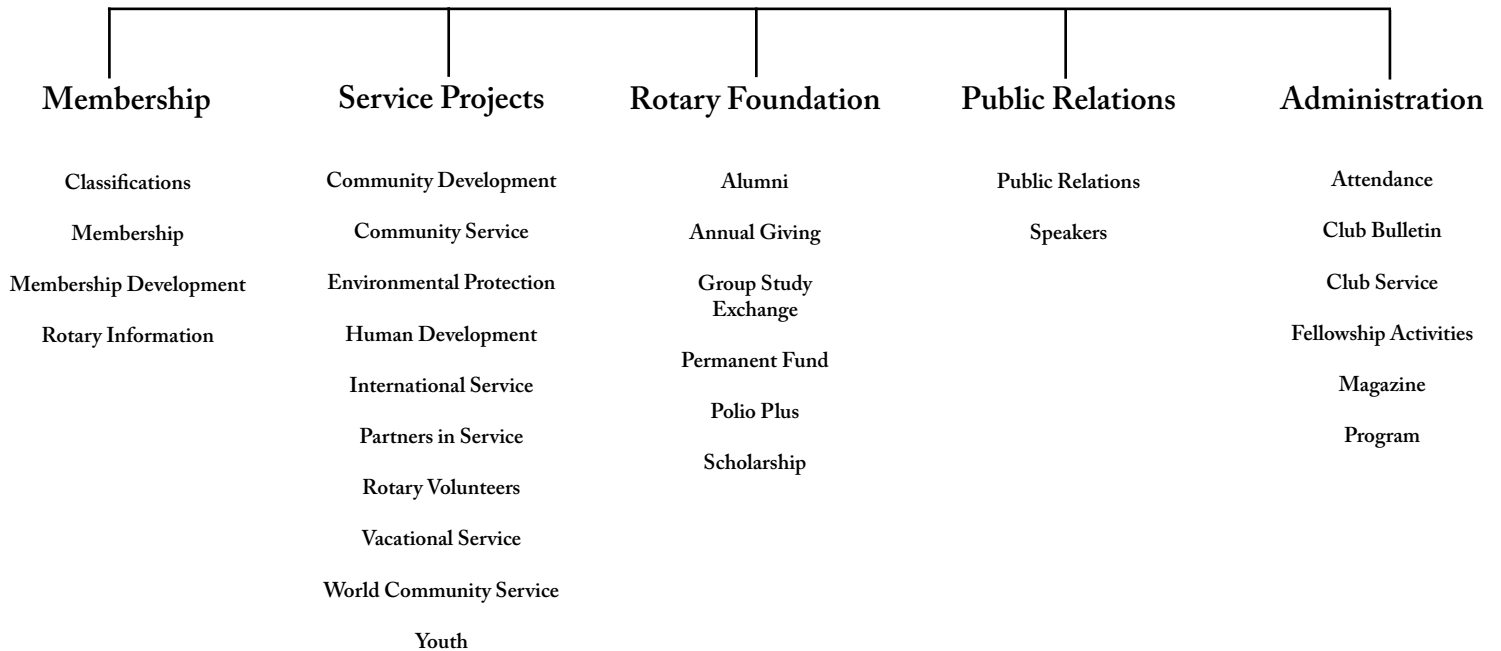 Membership
Classifications
Membership
Membership Development
Rotary Information
Service Projects
Community Development
Community Service
Environmental Protection
Human Development
International Service
Partners in Service
Rotary Volunteers
Vacational Service
World Community Service
Youth
Rotary Foundation
Alumni
Annual Giving
Group Study
Exchange
Permanent Fund
Polio Plus
Scholarship
Public Relations
Public Relations
Speakers
Administration
Attendance
Club Bulletin
Club Service
Fellowship Activities
Magazine
Program